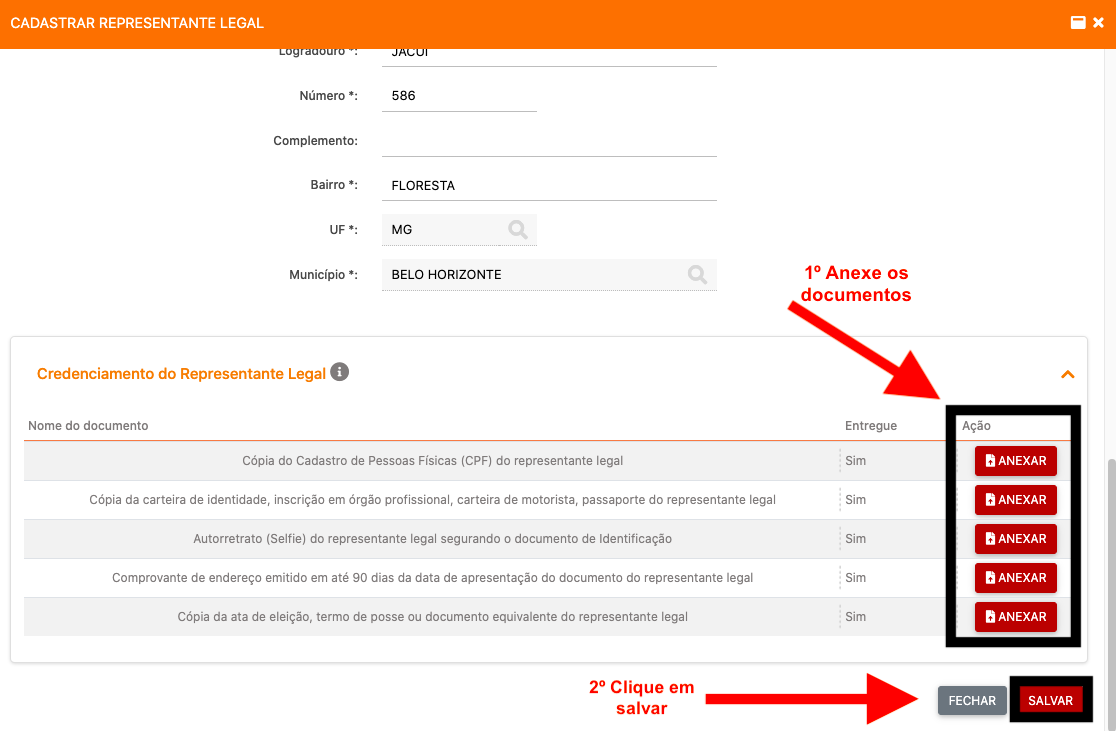 CADASTRAR REPRESENTANTE LEGAL
Logradouro *: JACUÍ
Número *: 586
Complemento:
Bairro *: FLORESTA
UF *: MG
Município *: BELO HORIZONTE
1º Anexe os
documentos
Credenciamento do Representante Legal
Nome do documento Entregue Ação
Cópia do Cadastro de Pessoas Físicas (CPF) do representante legal Sim ANEXAR
Cópia da carteira de identidade, inscrição em órgão profissional, carteira de motorista, passaporte do representante legal Sim ANEXAR
Autorretrato (Selfie) do representante legal segurando o documento de Identificação Sim ANEXAR
Comprovante de endereço emitido em até 90 dias da data de apresentação do documento do representante legal Sim ANEXAR
Cópia da ata de eleição, termo de posse ou documento equivalente do representante legal Sim ANEXAR
2º Clique em
salvar
FECHAR SALVAR